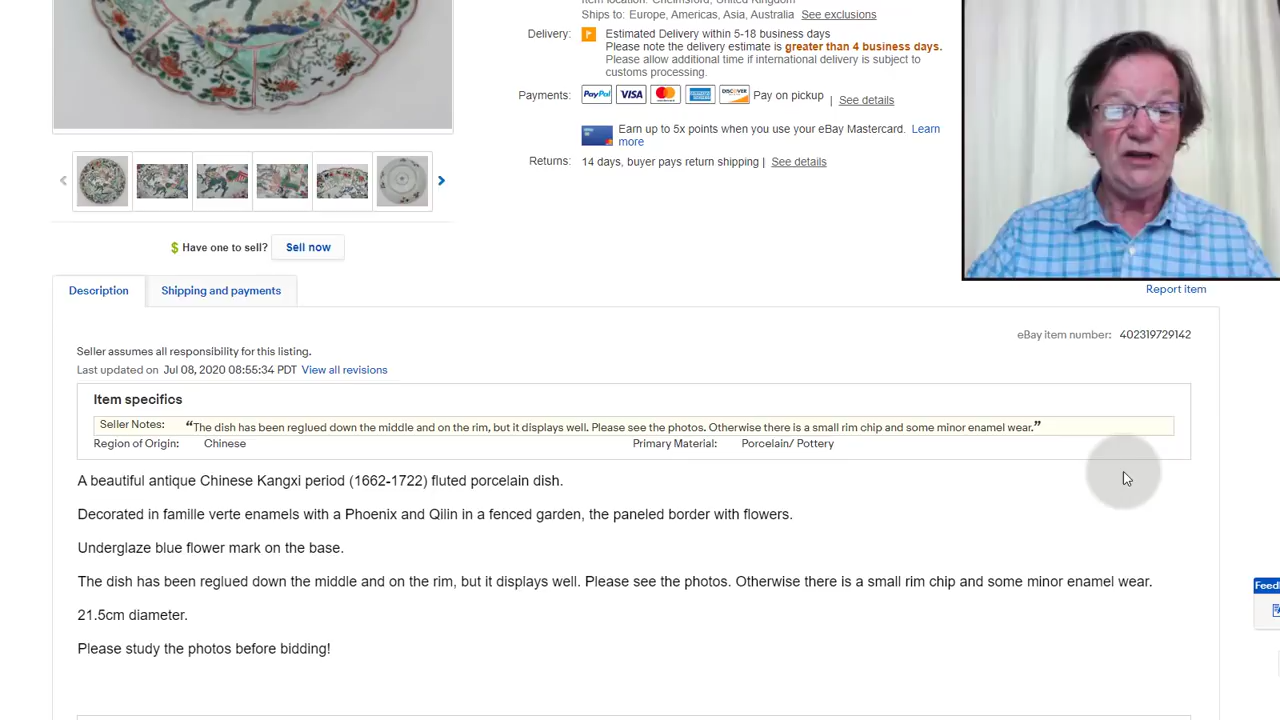 Item location: Chelmsford, United Kingdom
Ships to: Europe, Americas, Asia, Australia See exclusions
Delivery: Estimated Delivery within 5-18 business days
Please note the delivery estimate is greater than 4 business days.
Please allow additional time if international delivery is subject to
customs processing.
Payments: PayPal VISA DISCOVER Pay on pickup | See details
Earn up to 5x points when you use your eBay Mastercard. Learn
more
Returns: 14 days, buyer pays return shipping | See details
$ Have one to sell? Sell now
Description Shipping and payments
Report item
eBay item number: 402319729142
Seller assumes all responsibility for this listing.
Last updated on Jul 08, 2020 08:55:34 PDT View all revisions
Item specifics
Seller Notes: “The dish has been reglued down the middle and on the rim, but it displays well. Please see the photos. Otherwise there is a small rim chip and some minor enamel wear.”
Region of Origin: Chinese Primary Material: Porcelain/ Pottery
A beautiful antique Chinese Kangxi period (1662-1722) fluted porcelain dish.
Decorated in famille verte enamels with a Phoenix and Qilin in a fenced garden, the paneled border with flowers.
Underglaze blue flower mark on the base.
The dish has been reglued down the middle and on the rim, but it displays well. Please see the photos. Otherwise there is a small rim chip and some minor enamel wear.
Feed
21.5cm diameter.
Please study the photos before bidding!